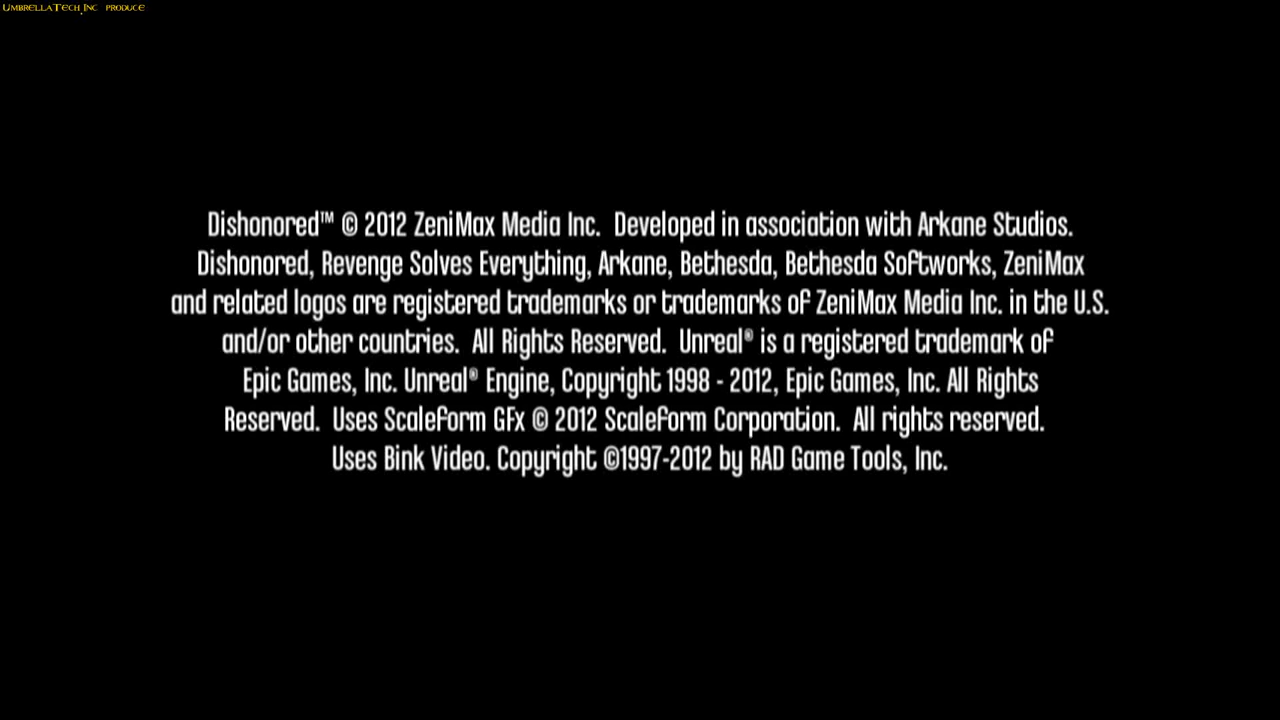 UmbrellaTech.Inc produce
Dishonored™ © 2012 ZeniMax Media Inc. Developed in association with Arkane Studios.
Dishonored, Revenge Solves Everything, Arkane, Bethesda, Bethesda Softworks, ZeniMax
and related logos are registered trademarks or trademarks of ZeniMax Media Inc. in the U.S.
and/or other countries. All Rights Reserved. Unreal® is a registered trademark of
Epic Games, Inc. Unreal® Engine, Copyright 1998 - 2012, Epic Games, Inc. All Rights
Reserved. Uses Scaleform GFx © 2012 Scaleform Corporation. All rights reserved.
Uses Bink Video. Copyright ©1997-2012 by RAD Game Tools, Inc.